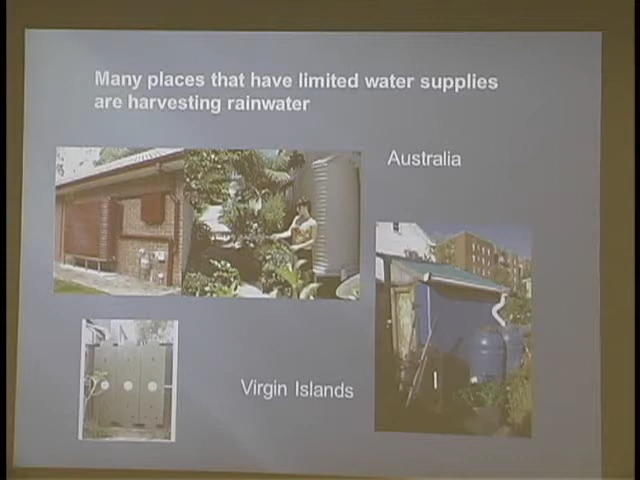 Many places that have limited water supplies
are harvesting rainwater
Australia
Virgin Islands